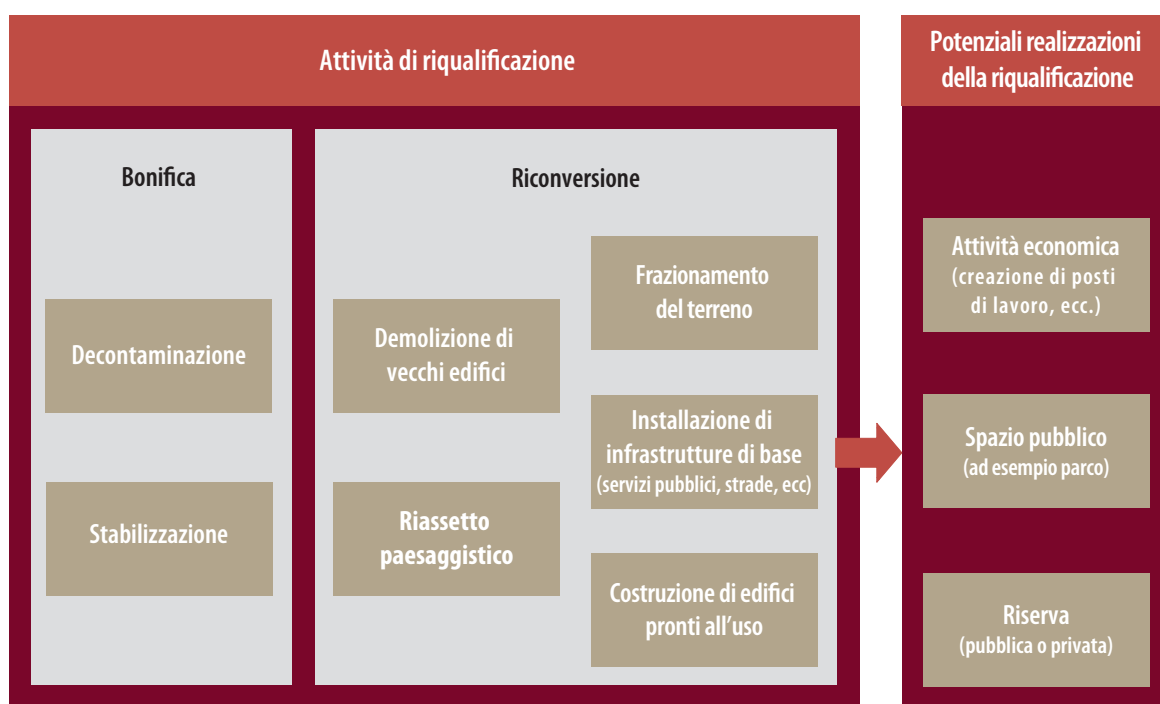 Attività di riqualificazione
Bonifica
Decontaminazione
Stabilizzazione
Riconversione
Demolizione di
vecchi edifici
Riassetto
paesaggistico
Frazionamento
del terreno
Installazione di
infrastrutture di base
(servizi pubblici, strade, ecc)
Costruzione di edifici
pronti all’uso
Potenziali realizzazioni
della riqualificazione
Attività economica
(creazione di posti
di lavoro, ecc.)
Spazio pubblico
(ad esempio parco)
Riserva
(pubblica o privata)